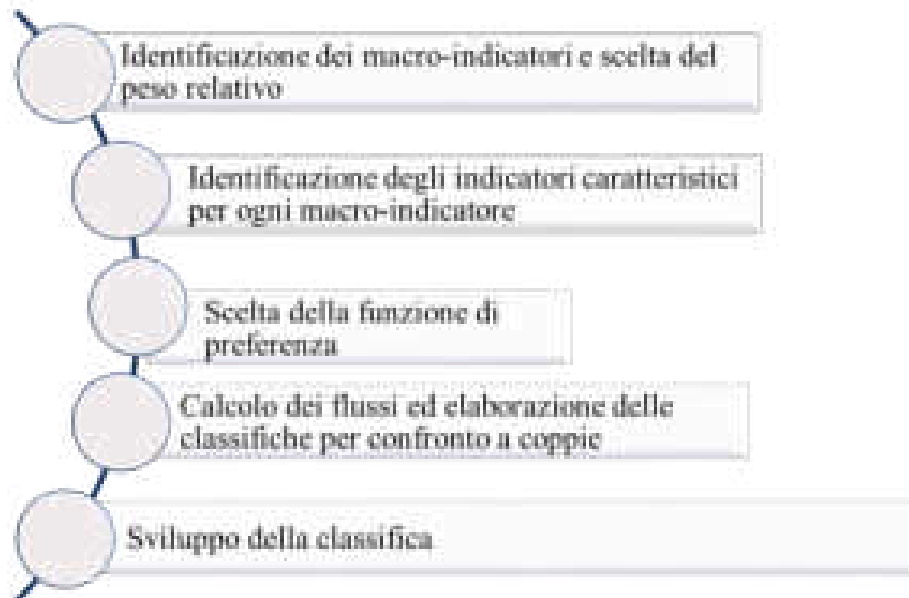 Identificazione dei macro-indicatori e scelta del
peso relativo
Identificazione degli indicatori caratteristici
per ogni macro-indicatore
Scelta della funzione di
preferenza
Calcolo dei flussi ed elaborazione delle
classifiche per confronto a coppie
Sviluppo della classifica